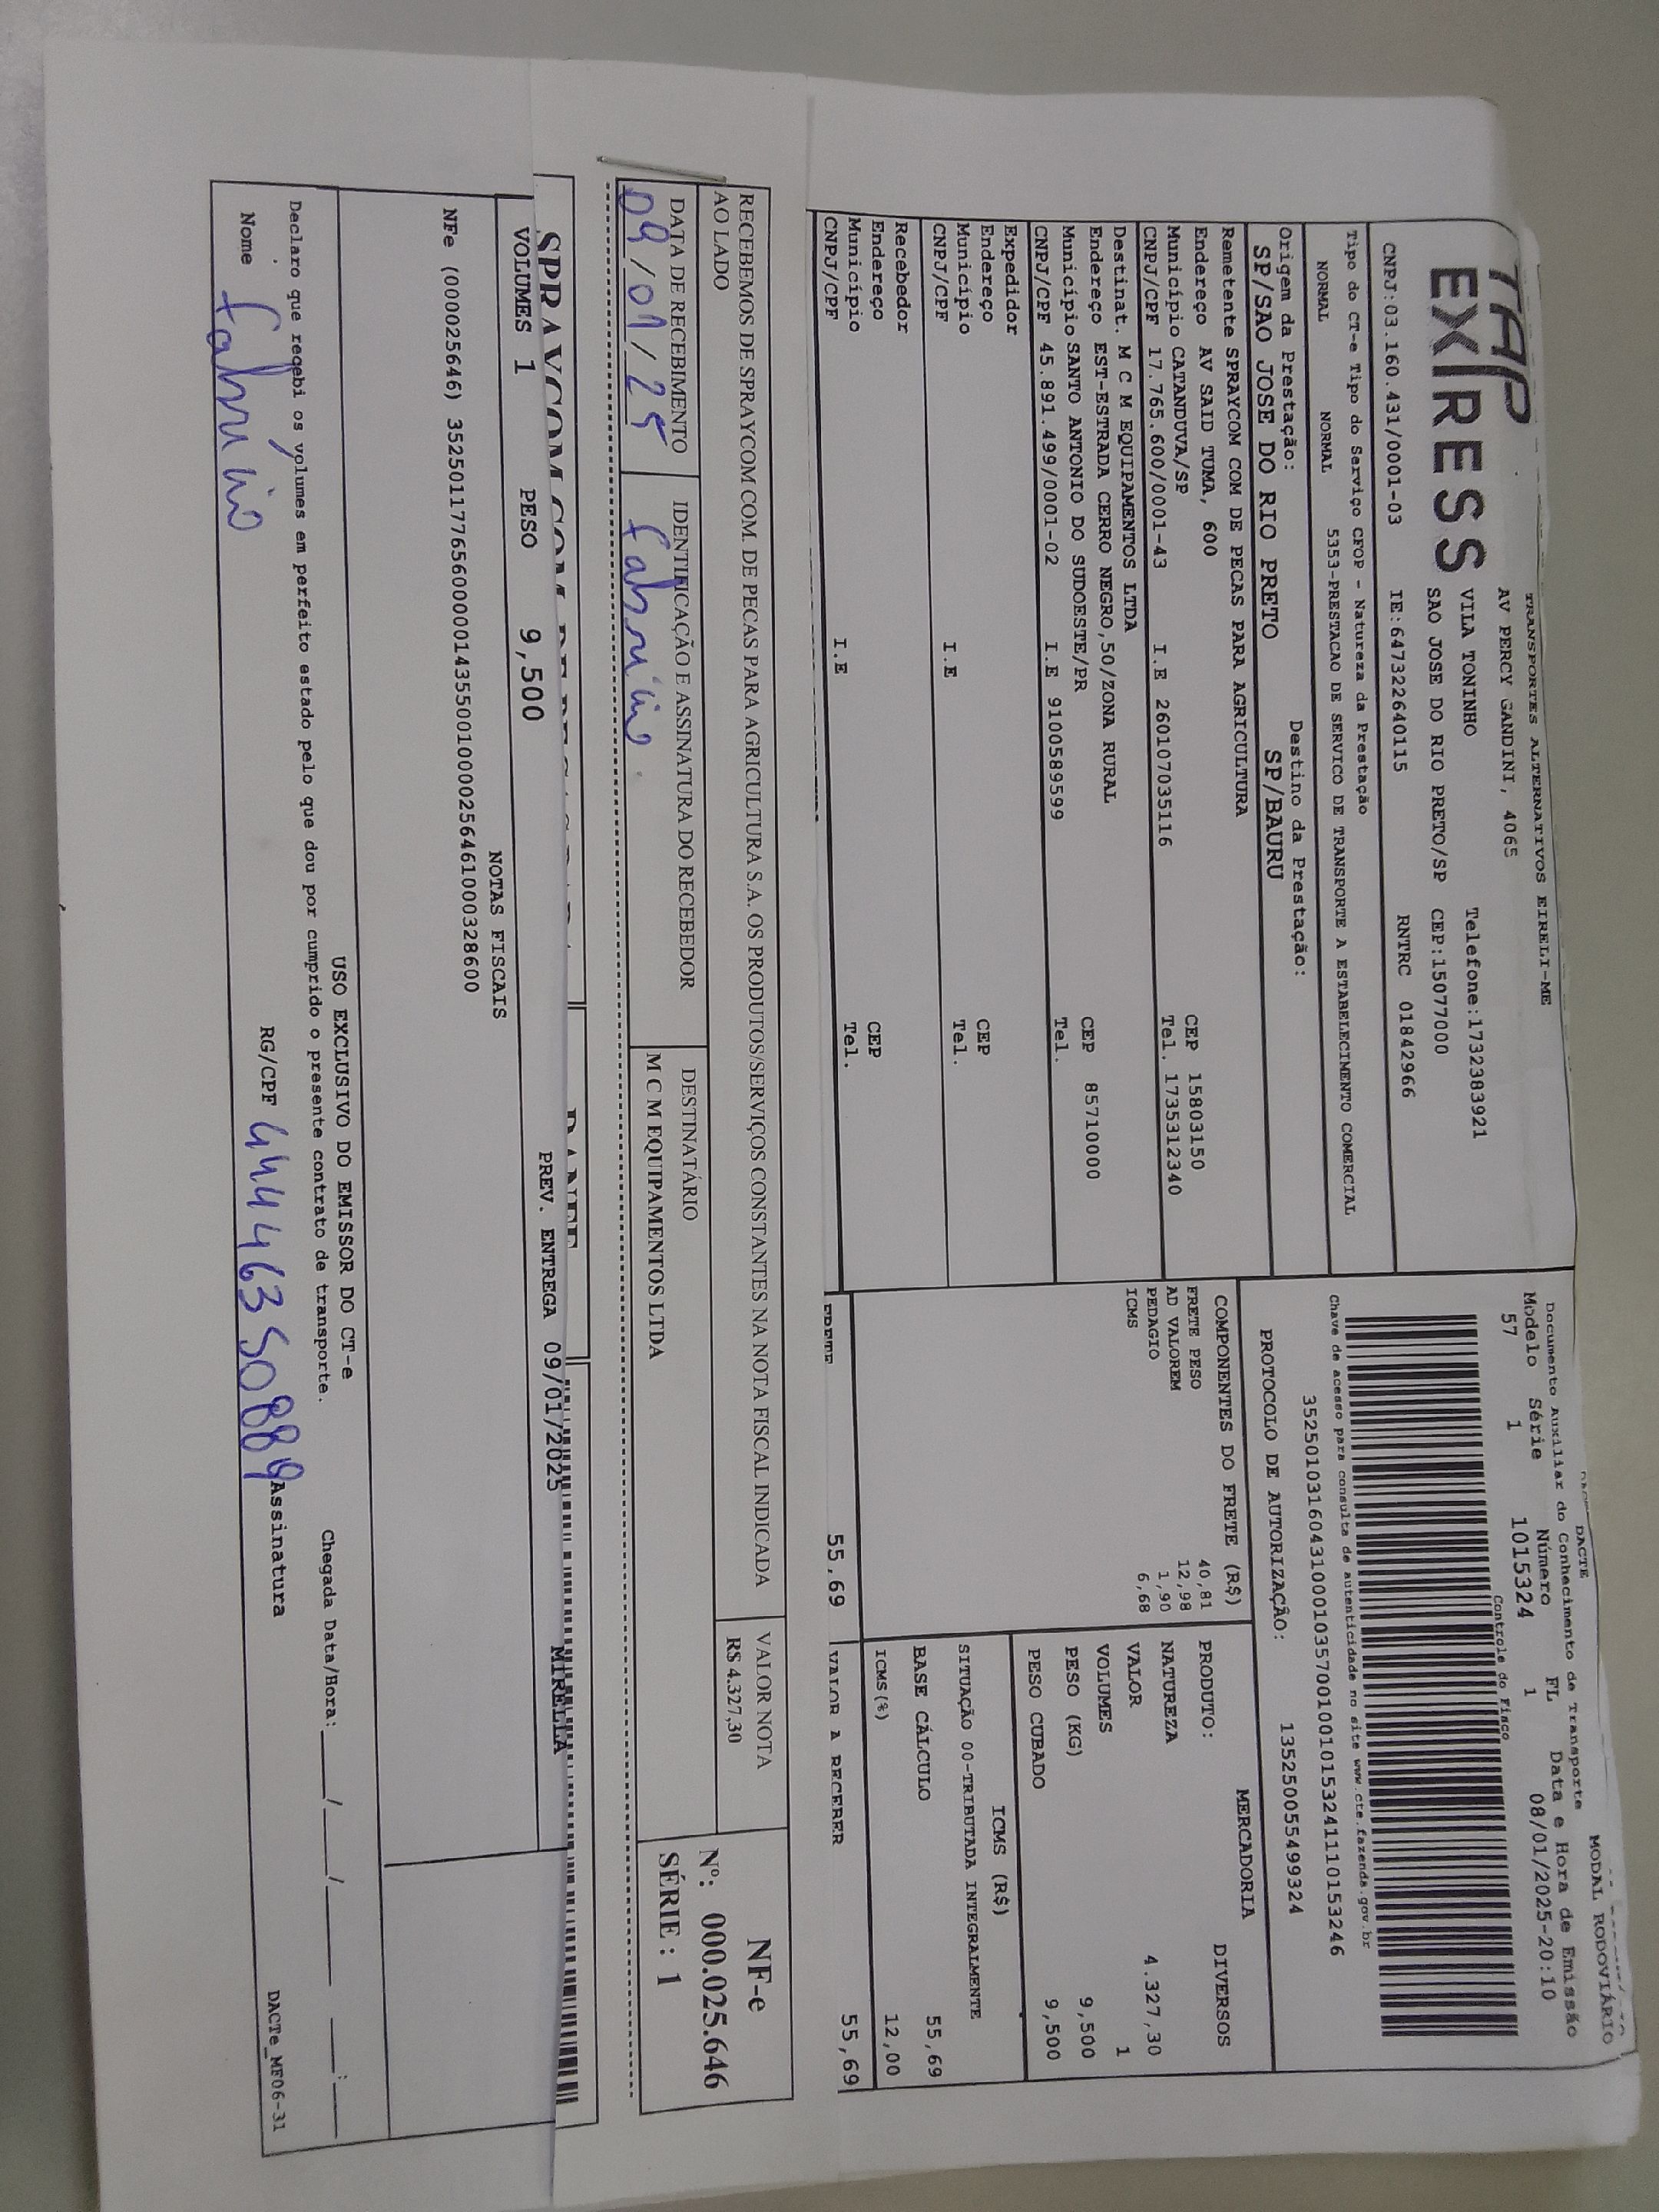 TAP
EXPRESS
TRANSPORTES ALTERNATIVOS EIRELI-ME
AV PERCY GANDINI, 4065
VILA TONINHO Telefone:1732383921
SAO JOSE DO RIO PRETO/SP CEP:15077000
CNPJ:03.160.431/0001-03 IE:647322640115 RNTRC 01842966
Tipo do CT-e Tipo do Serviço CFOP - Natureza da Prestação
NORMAL NORMAL 5353-PRESTACAO DE SERVICO DE TRANSPORTE A ESTABELECIMENTO COMERCIAL
Origem da Prestação: Destino da Prestação:
SP/SAO JOSE DO RIO PRETO SP/BAURU
Remetente SPRAYCOM COM DE PECAS PARA AGRICULTURA
Endereço AV SAID TUMA, 600 CEP 15803150
Município CATANDUVA/SP Tel. 1735312340
CNPJ/CPF 17.765.600/0001-43 I.E 260107035116
Destinat. M C M EQUIPAMENTOS LTDA
Endereço EST-ESTRADA CERRO NEGRO,50/ZONA RURAL CEP 85710000
Município SANTO ANTONIO DO SUDOESTE/PR Tel.
CNPJ/CPF 45.891.499/0001-02 I.E 9100589599
Expedidor
Endereço CEP
Município Tel.
CNPJ/CPF I.E
Recebedor
Endereço CEP
Município Tel.
CNPJ/CPF I.E
DACTE MODAL RODOVIÁRIO
Documento Auxiliar do Conhecimento de Transporte
Modelo Série Número FL Data e Hora de Emissão
57 1 1015324 1 08/01/2025-20:10
Controle do Fisco
Chave de acesso para consulta de autenticidade no site www.cte.fazenda.gov.br
35250103160431000103570010010153241110153246
PROTOCOLO DE AUTORIZAÇÃO: 135250055499324
COMPONENTES DO FRETE (R$)
FRETE PESO 40,81
AD VALOREM 12,98
PEDAGIO 1,90
ICMS 6,68
FRETE 55,69
MERCADORIA
PRODUTO: DIVERSOS
NATUREZA
VALOR 4.327,30
VOLUMES 1
PESO (KG) 9,500
PESO CUBADO 9,500
ICMS (R$)
SITUAÇÃO 00-TRIBUTADA INTEGRALMENTE
BASE CÁLCULO 55,69
ICMS(%) 12,00
VALOR A RECEBER 55,69
RECEBEMOS DE SPRAYCOM COM. DE PECAS PARA AGRICULTURA S.A. OS PRODUTOS/SERVIÇOS CONSTANTES NA NOTA FISCAL INDICADA
AO LADO
VALOR NOTA
R$ 4.327,30
NF-e
Nº: 000.025.646
SÉRIE : 1
DATA DE RECEBIMENTO IDENTIFICAÇÃO E ASSINATURA DO RECEBEDOR DESTINATÁRIO
09/01/25 Fabricio M C M EQUIPAMENTOS LTDA
DANFE
VOLUMES 1 PESO 9,500 PREV. ENTREGA 09/01/2025 MIRELLA
NOTAS FISCAIS
NFe (000025646) 35250117765600000143550010000256461000328600
USO EXCLUSIVO DO EMISSOR DO CT-e
Declaro que recebi os volumes em perfeito estado pelo que dou por cumprido o presente contrato de transporte. Chegada Data/Hora:___/___/___ __:__
Nome Fabricio RG/CPF 44446350889 Assinatura
DACTe_MF06-31